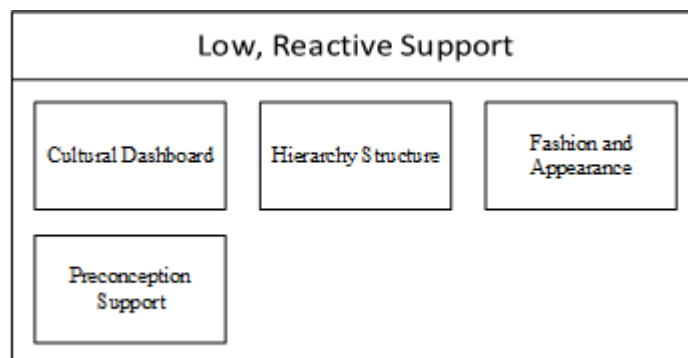 Low, Reactive Support
Cultural Dashboard
Hierarchy Structure
Fashion and
Appearance
Preconception
Support